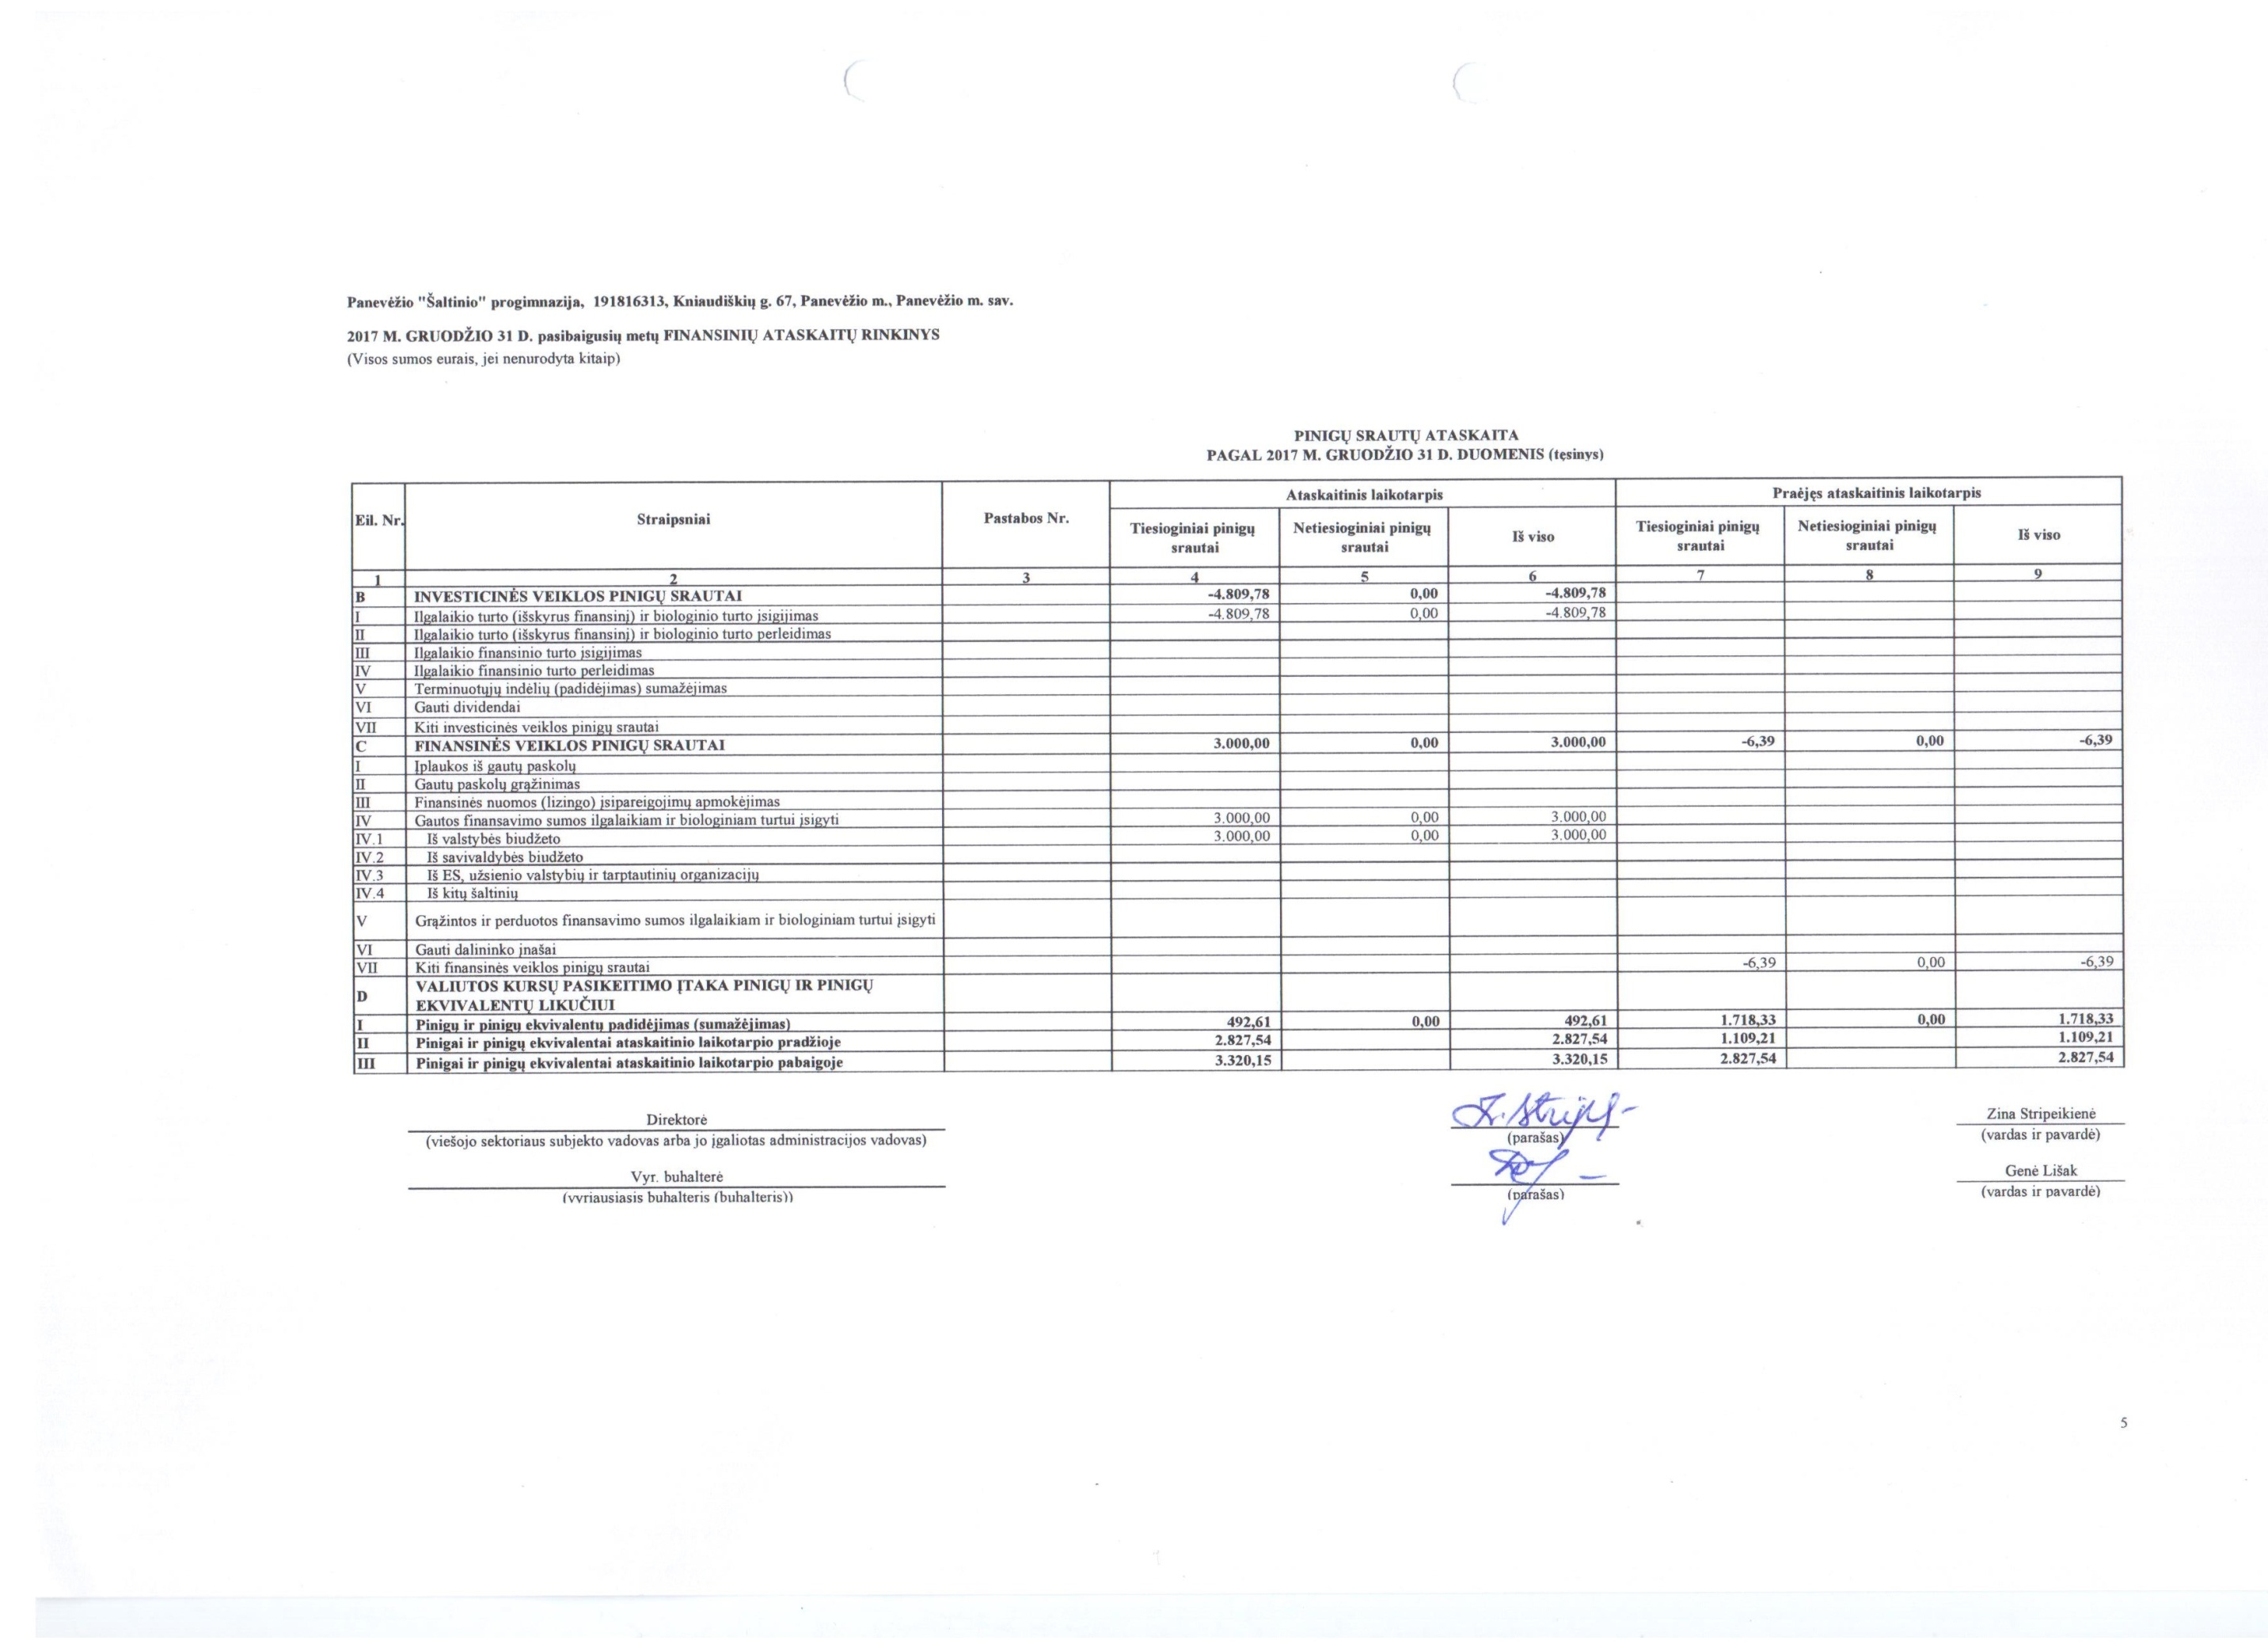 Panevėžio "Šaltinio" progimnazija, 191816313, Kniaudiškių g. 67, Panevėžio m., Panevėžio m. sav.
2017 M. GRUODŽIO 31 D. pasibaigusių metų FINANSINIŲ ATASKAITŲ RINKINYS
(Visos sumos eurais, jei nenurodyta kitaip)
PINIGŲ SRAUTŲ ATASKAITA
PAGAL 2017 M. GRUODŽIO 31 D. DUOMENIS (tęsinys)
Eil. Nr. Straipsniai Pastabos Nr. Ataskaitinis laikotarpis Praėjęs ataskaitinis laikotarpis
Tiesioginiai pinigų srautai Netiesioginiai pinigų srautai Iš viso Tiesioginiai pinigų srautai Netiesioginiai pinigų srautai Iš viso
1 2 3 4 5 6 7 8 9
B INVESTICINĖS VEIKLOS PINIGŲ SRAUTAI -4.809,78 0,00 -4.809,78
I Ilgalaikio turto (išskyrus finansinį) ir biologinio turto įsigijimas -4.809,78 0,00 -4.809,78
II Ilgalaikio turto (išskyrus finansinį) ir biologinio turto perleidimas
III Ilgalaikio finansinio turto įsigijimas
IV Ilgalaikio finansinio turto perleidimas
V Terminuotųjų indėlių (padidėjimas) sumažėjimas
VI Gauti dividendai
VII Kiti investicinės veiklos pinigų srautai
C FINANSINĖS VEIKLOS PINIGŲ SRAUTAI 3.000,00 0,00 3.000,00 -6,39 0,00 -6,39
I Įplaukos iš gautų paskolų
II Gautų paskolų grąžinimas
III Finansinės nuomos (lizingo) įsipareigojimų apmokėjimas
IV Gautos finansavimo sumos ilgalaikiam ir biologiniam turtui įsigyti 3.000,00 0,00 3.000,00
IV.1 Iš valstybės biudžeto 3.000,00 0,00 3.000,00
IV.2 Iš savivaldybės biudžeto
IV.3 Iš ES, užsienio valstybių ir tarptautinių organizacijų
IV.4 Iš kitų šaltinių
V Grąžintos ir perduotos finansavimo sumos ilgalaikiam ir biologiniam turtui įsigyti
VI Gauti dalininko įnašai
VII Kiti finansinės veiklos pinigų srautai -6,39 0,00 -6,39
D VALIUTOS KURSŲ PASIKEITIMO ĮTAKA PINIGŲ IR PINIGŲ
EKVIVALENTŲ LIKUČIUI
I Pinigų ir pinigų ekvivalentų padidėjimas (sumažėjimas) 492,61 0,00 492,61 1.718,33 0,00 1.718,33
II Pinigai ir pinigų ekvivalentai ataskaitinio laikotarpio pradžioje 2.827,54 2.827,54 1.109,21 1.109,21
III Pinigai ir pinigų ekvivalentai ataskaitinio laikotarpio pabaigoje 3.320,15 3.320,15 2.827,54 2.827,54
Direktorė Zina Stripeikienė
(viešojo sektoriaus subjekto vadovas arba jo įgaliotas administracijos vadovas) (parašas) (vardas ir pavardė)
Vyr. buhalterė Genė Lišak
(vyriausiasis buhalteris (buhalteris)) (parašas) (vardas ir pavardė)
5